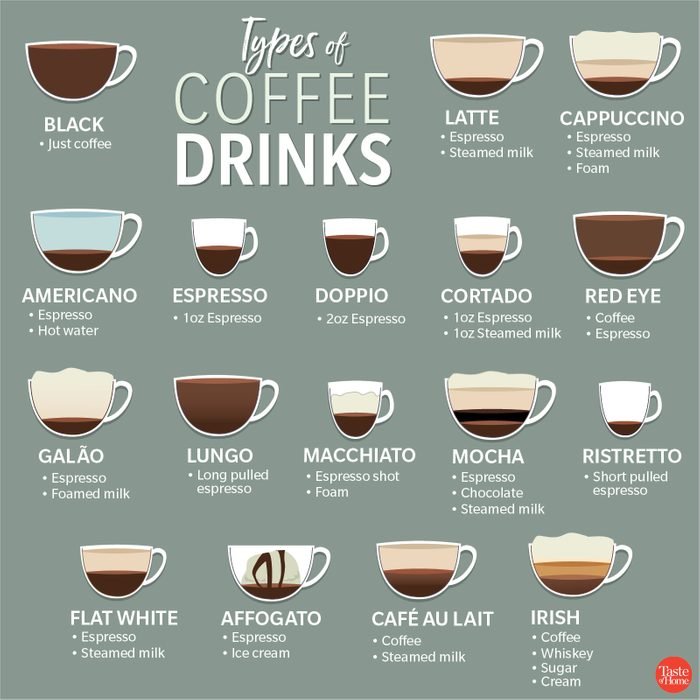 Types of
COFFEE
DRINKS
BLACK
• Just coffee
LATTE
• Espresso
• Steamed milk
CAPPUCCINO
• Espresso
• Steamed milk
• Foam
AMERICANO
• Espresso
• Hot water
ESPRESSO
• 1oz Espresso
DOPPIO
• 2oz Espresso
CORTADO
• 1oz Espresso
• 1oz Steamed milk
RED EYE
• Coffee
• Espresso
GALÃO
• Espresso
• Foamed milk
LUNGO
• Long pulled
espresso
MACCHIATO
• Espresso shot
• Foam
MOCHA
• Espresso
• Chocolate
• Steamed milk
RISTRETTO
• Short pulled
espresso
FLAT WHITE
• Espresso
• Steamed milk
AFFOGATO
• Espresso
• Ice cream
CAFÉ AU LAIT
• Coffee
• Steamed milk
IRISH
• Coffee
• Whiskey
• Sugar
• Cream
Taste
of Home